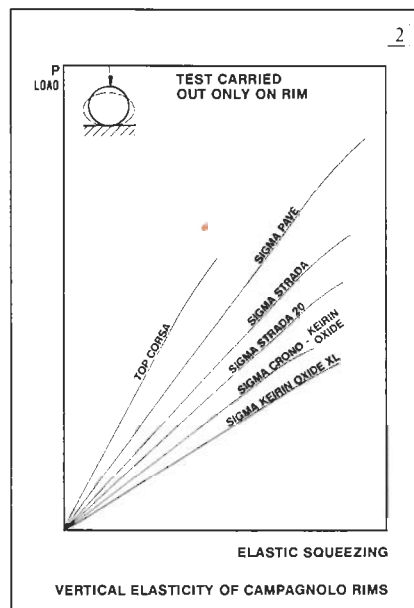 2
P
LOAD
TEST CARRIED
OUT ONLY ON RIM
TOP CORSA
SIGMA PAVE
SIGMA STRADA
SIGMA STRADA 20
SIGMA CRONO - KEIRIN
OXIDE
SIGMA KEIRIN OXIDE XL
ELASTIC SQUEEZING
VERTICAL ELASTICITY OF CAMPAGNOLO RIMS